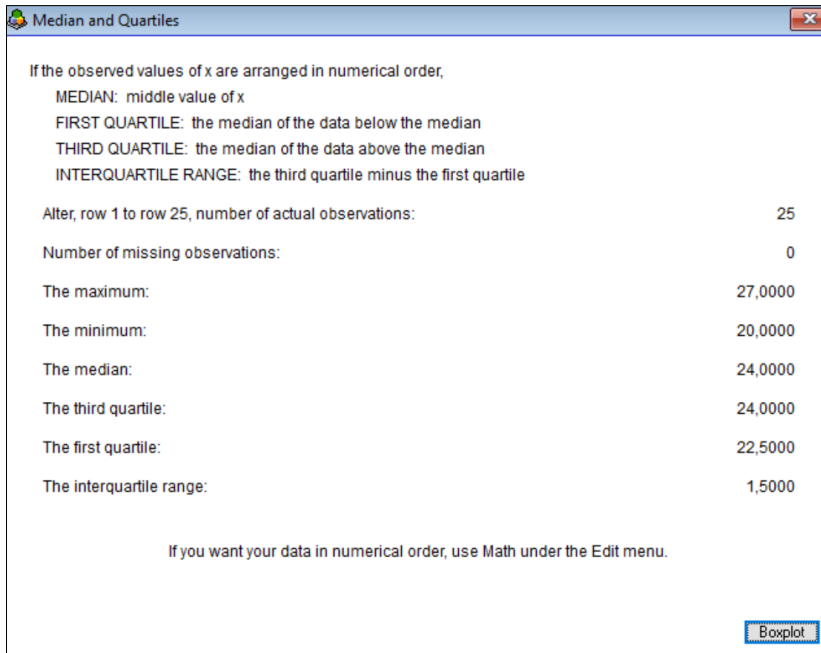 Median and Quartiles
If the observed values of x are arranged in numerical order,
MEDIAN: middle value of x
FIRST QUARTILE: the median of the data below the median
THIRD QUARTILE: the median of the data above the median
INTERQUARTILE RANGE: the third quartile minus the first quartile
Alter, row 1 to row 25, number of actual observations: 25
Number of missing observations: 0
The maximum: 27,0000
The minimum: 20,0000
The median: 24,0000
The third quartile: 24,0000
The first quartile: 22,5000
The interquartile range: 1,5000
If you want your data in numerical order, use Math under the Edit menu.
Boxplot